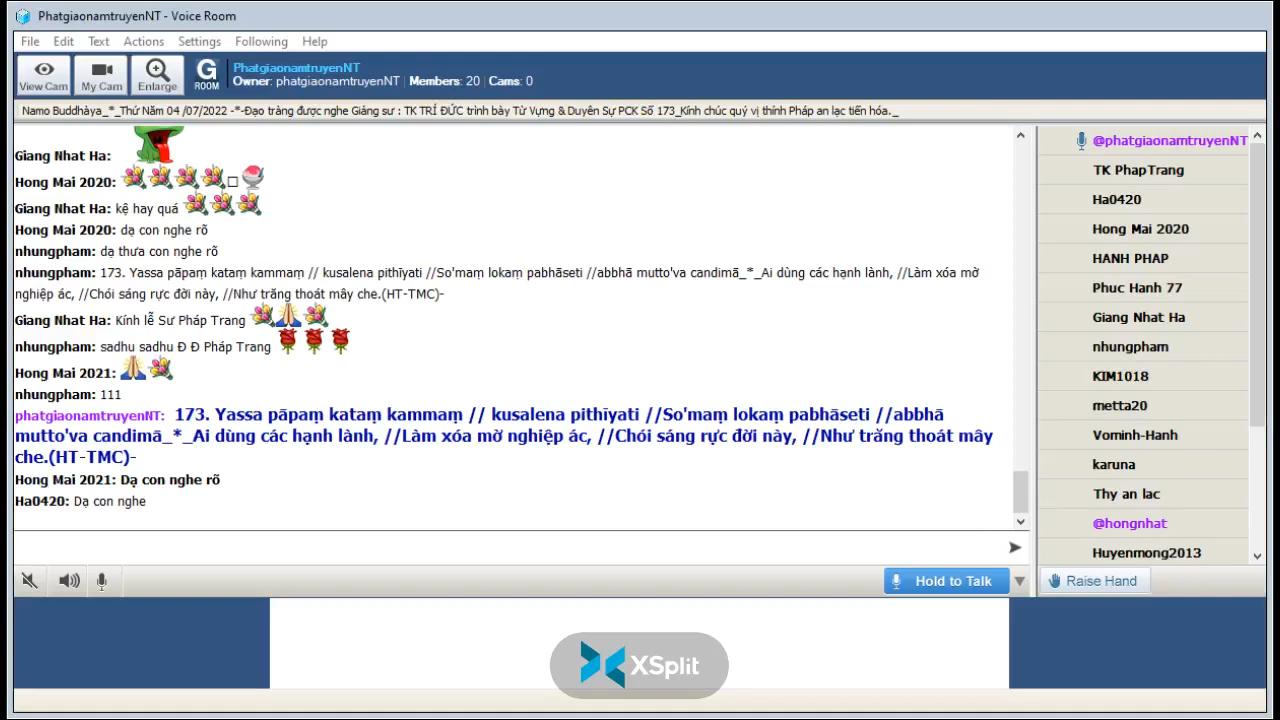 PhatgiaonamtruyenNT - Voice Room
File Edit Text Actions Settings Following Help
View Cam My Cam Enlarge G ROOM
PhatgiaonamtruyenNT
Owner: phatgiaonamtruyenNT | Members: 20 | Cams: 0
Namo Buddhàya_*_Thứ Năm 04 /07/2022 -*-Đạo tràng được nghe Giảng sư : TK TRÍ ĐỨC trình bày Từ Vựng & Duyên Sự PCK Số 173_Kính chúc quý vị thính Pháp an lạc tiến hóa._
Giang Nhat Ha:
Hong Mai 2020:
Giang Nhat Ha: kệ hay quá
Hong Mai 2020: dạ con nghe rõ
nhungpham: dạ thưa con nghe rõ
nhungpham: 173. Yassa pāpaṃ kataṃ kammaṃ // kusalena pithīyati //So'maṃ lokaṃ pabhāseti //abbhā mutto'va candimā_*_Ai dùng các hạnh lành, //Làm xóa mờ
nghiệp ác, //Chói sáng rực đời này, //Như trăng thoát mây che.(HT-TMC)-
Giang Nhat Ha: Kính lễ Sư Pháp Trang
nhungpham: sadhu sadhu Đ Đ Pháp Trang
Hong Mai 2021:
nhungpham: 111
phatgiaonamtruyenNT: 173. Yassa pāpaṃ kataṃ kammaṃ // kusalena pithīyati //So'maṃ lokaṃ pabhāseti //abbhā
mutto'va candimā_*_Ai dùng các hạnh lành, //Làm xóa mờ nghiệp ác, //Chói sáng rực đời này, //Như trăng thoát mây
che.(HT-TMC)-
Hong Mai 2021: Dạ con nghe rõ
Ha0420: Dạ con nghe
@phatgiaonamtruyenNT
TK PhapTrang
Ha0420
Hong Mai 2020
HANH PHAP
Phuc Hanh 77
Giang Nhat Ha
nhungpham
KIM1018
metta20
Vominh-Hanh
karuna
Thy an lac
@hongnhat
Huyenmong2013
Hold to Talk
Raise Hand
XSplit